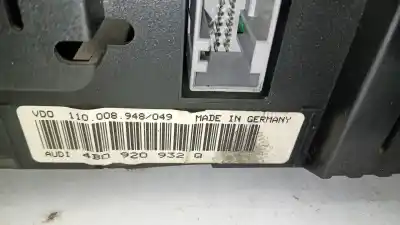 VDO 110.008.948/049 MADE IN GERMANY
AUDI 4B0 920 932 Q